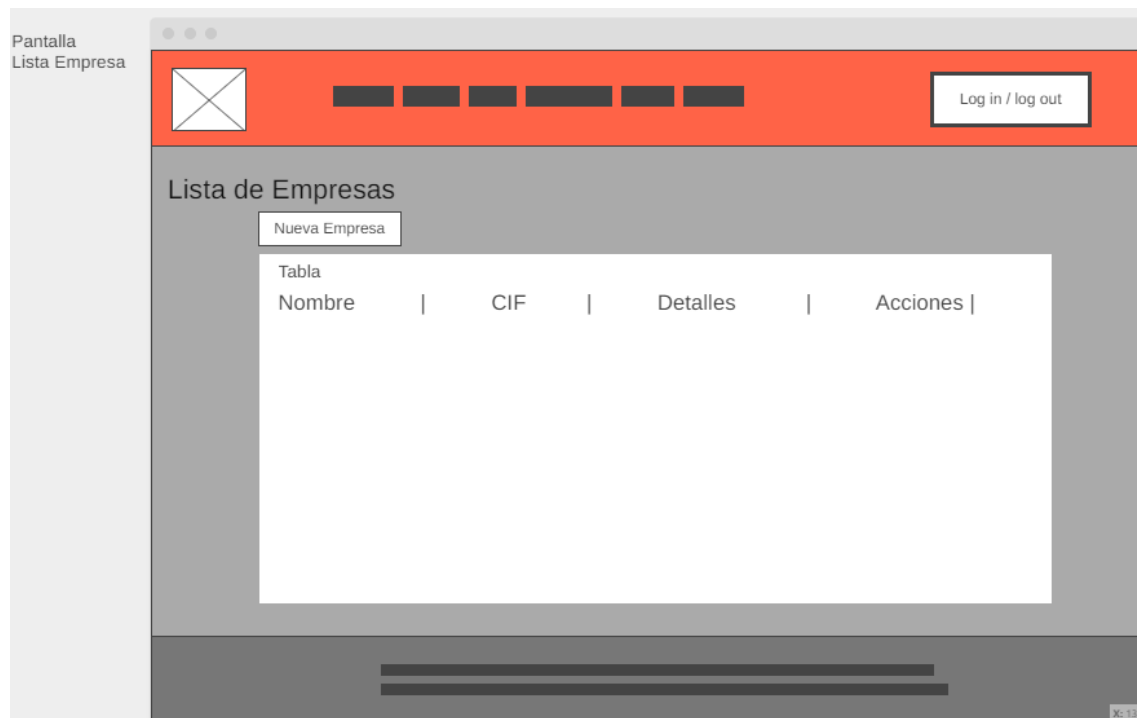 Pantalla
Lista Empresa
Log in / log out
Lista de Empresas
Nueva Empresa
Tabla
Nombre | CIF | Detalles | Acciones |
X: